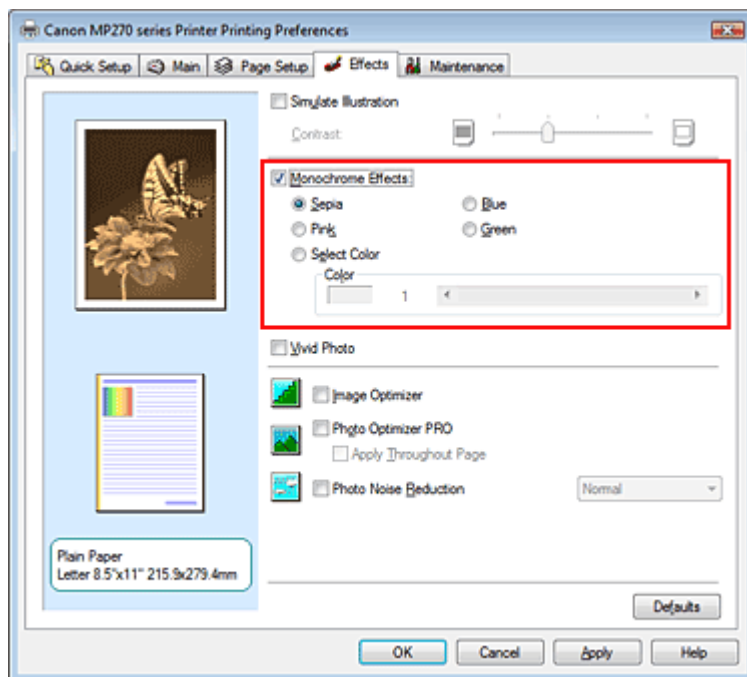 Canon MP270 series Printer Printing Preferences
Quick Setup Main Page Setup Effects Maintenance
Simulate Illustration
Contrast:
Monochrome Effects:
Sepia Blue
Pink Green
Select Color
Color
1
Vivid Photo
Image Optimizer
Photo Optimizer PRO
Apply Throughout Page
Photo Noise Reduction Normal
Plain Paper
Letter 8.5"x11" 215.9x279.4mm
Defaults
OK Cancel Apply Help